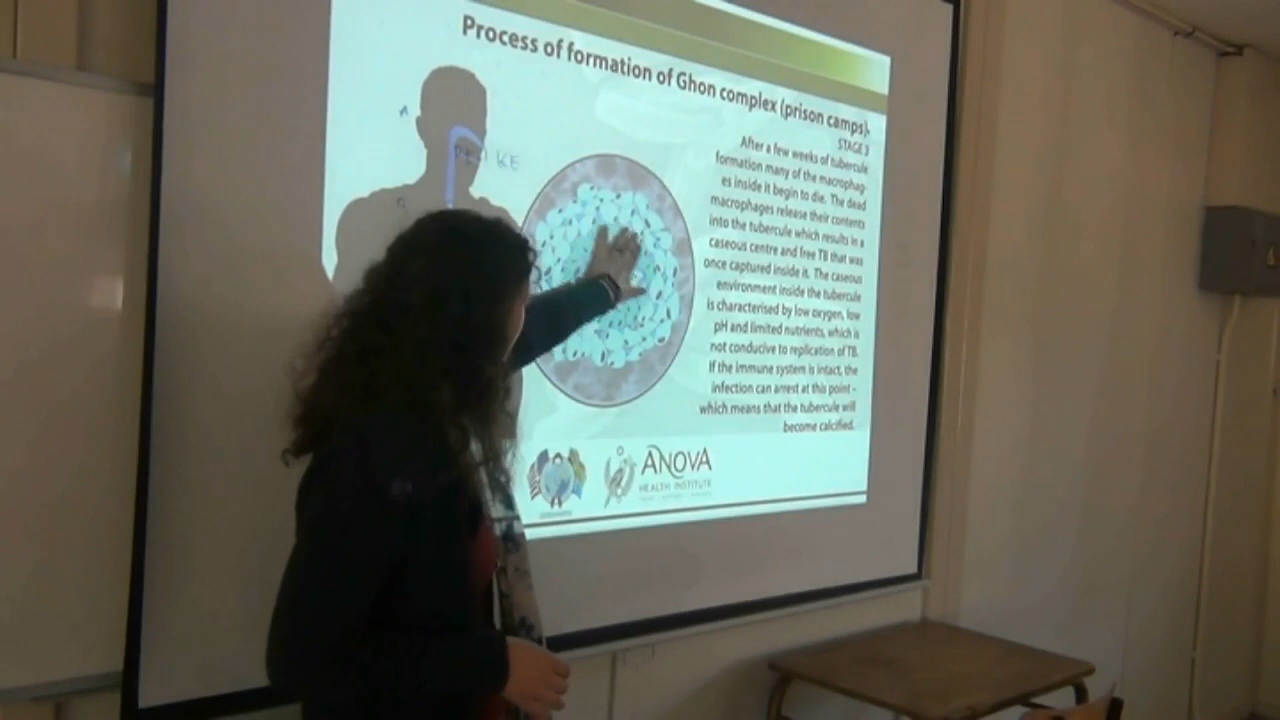 Process of formation of Ghon complex (prison camps).
STAGE 3
After a few weeks of tubercule
formation many of the macrophag-
es inside it begin to die. The dead
macrophages release their contents
into the tubercule which results in a
caseous centre and free TB that was
once captured inside it. The caseous
environment inside the tubercule
is characterised by low oxygen, low
pH and limited nutrients, which is
not conducive to replication of TB.
If the immune system is intact, the
infection can arrest at this point -
which means that the tubercule will
become calcified.
ANOVA
HEALTH INSTITUTE